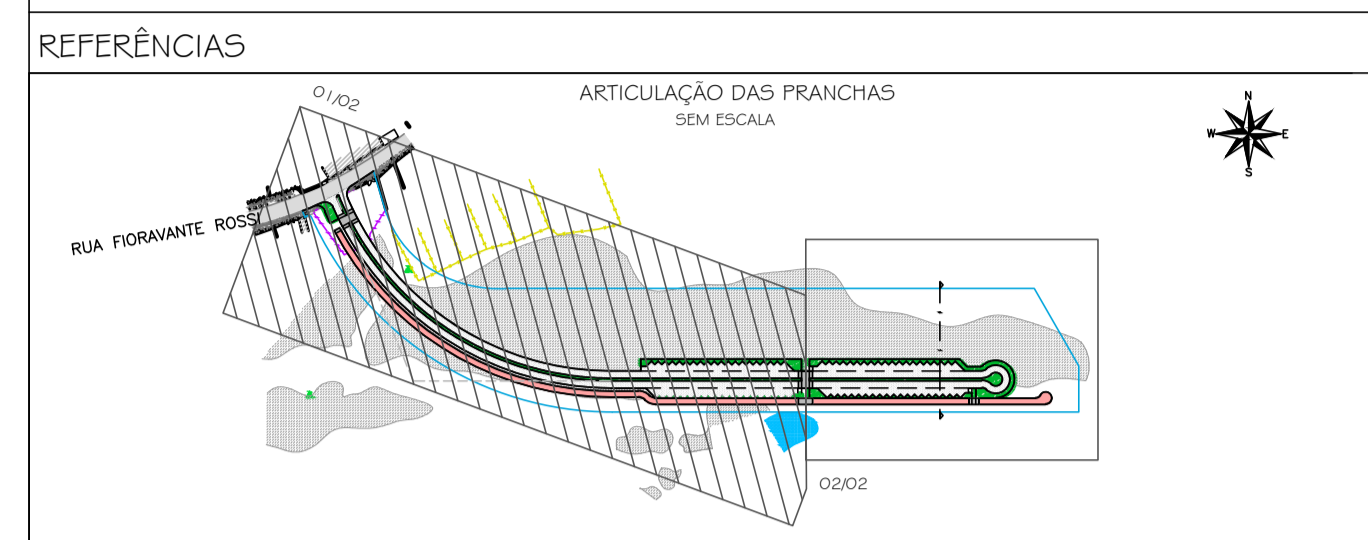 REFERÊNCIAS
ARTICULAÇÃO DAS PRANCHAS
SEM ESCALA
01/02
N
W E
S
RUA FIORAVANTE ROSSI
02/02